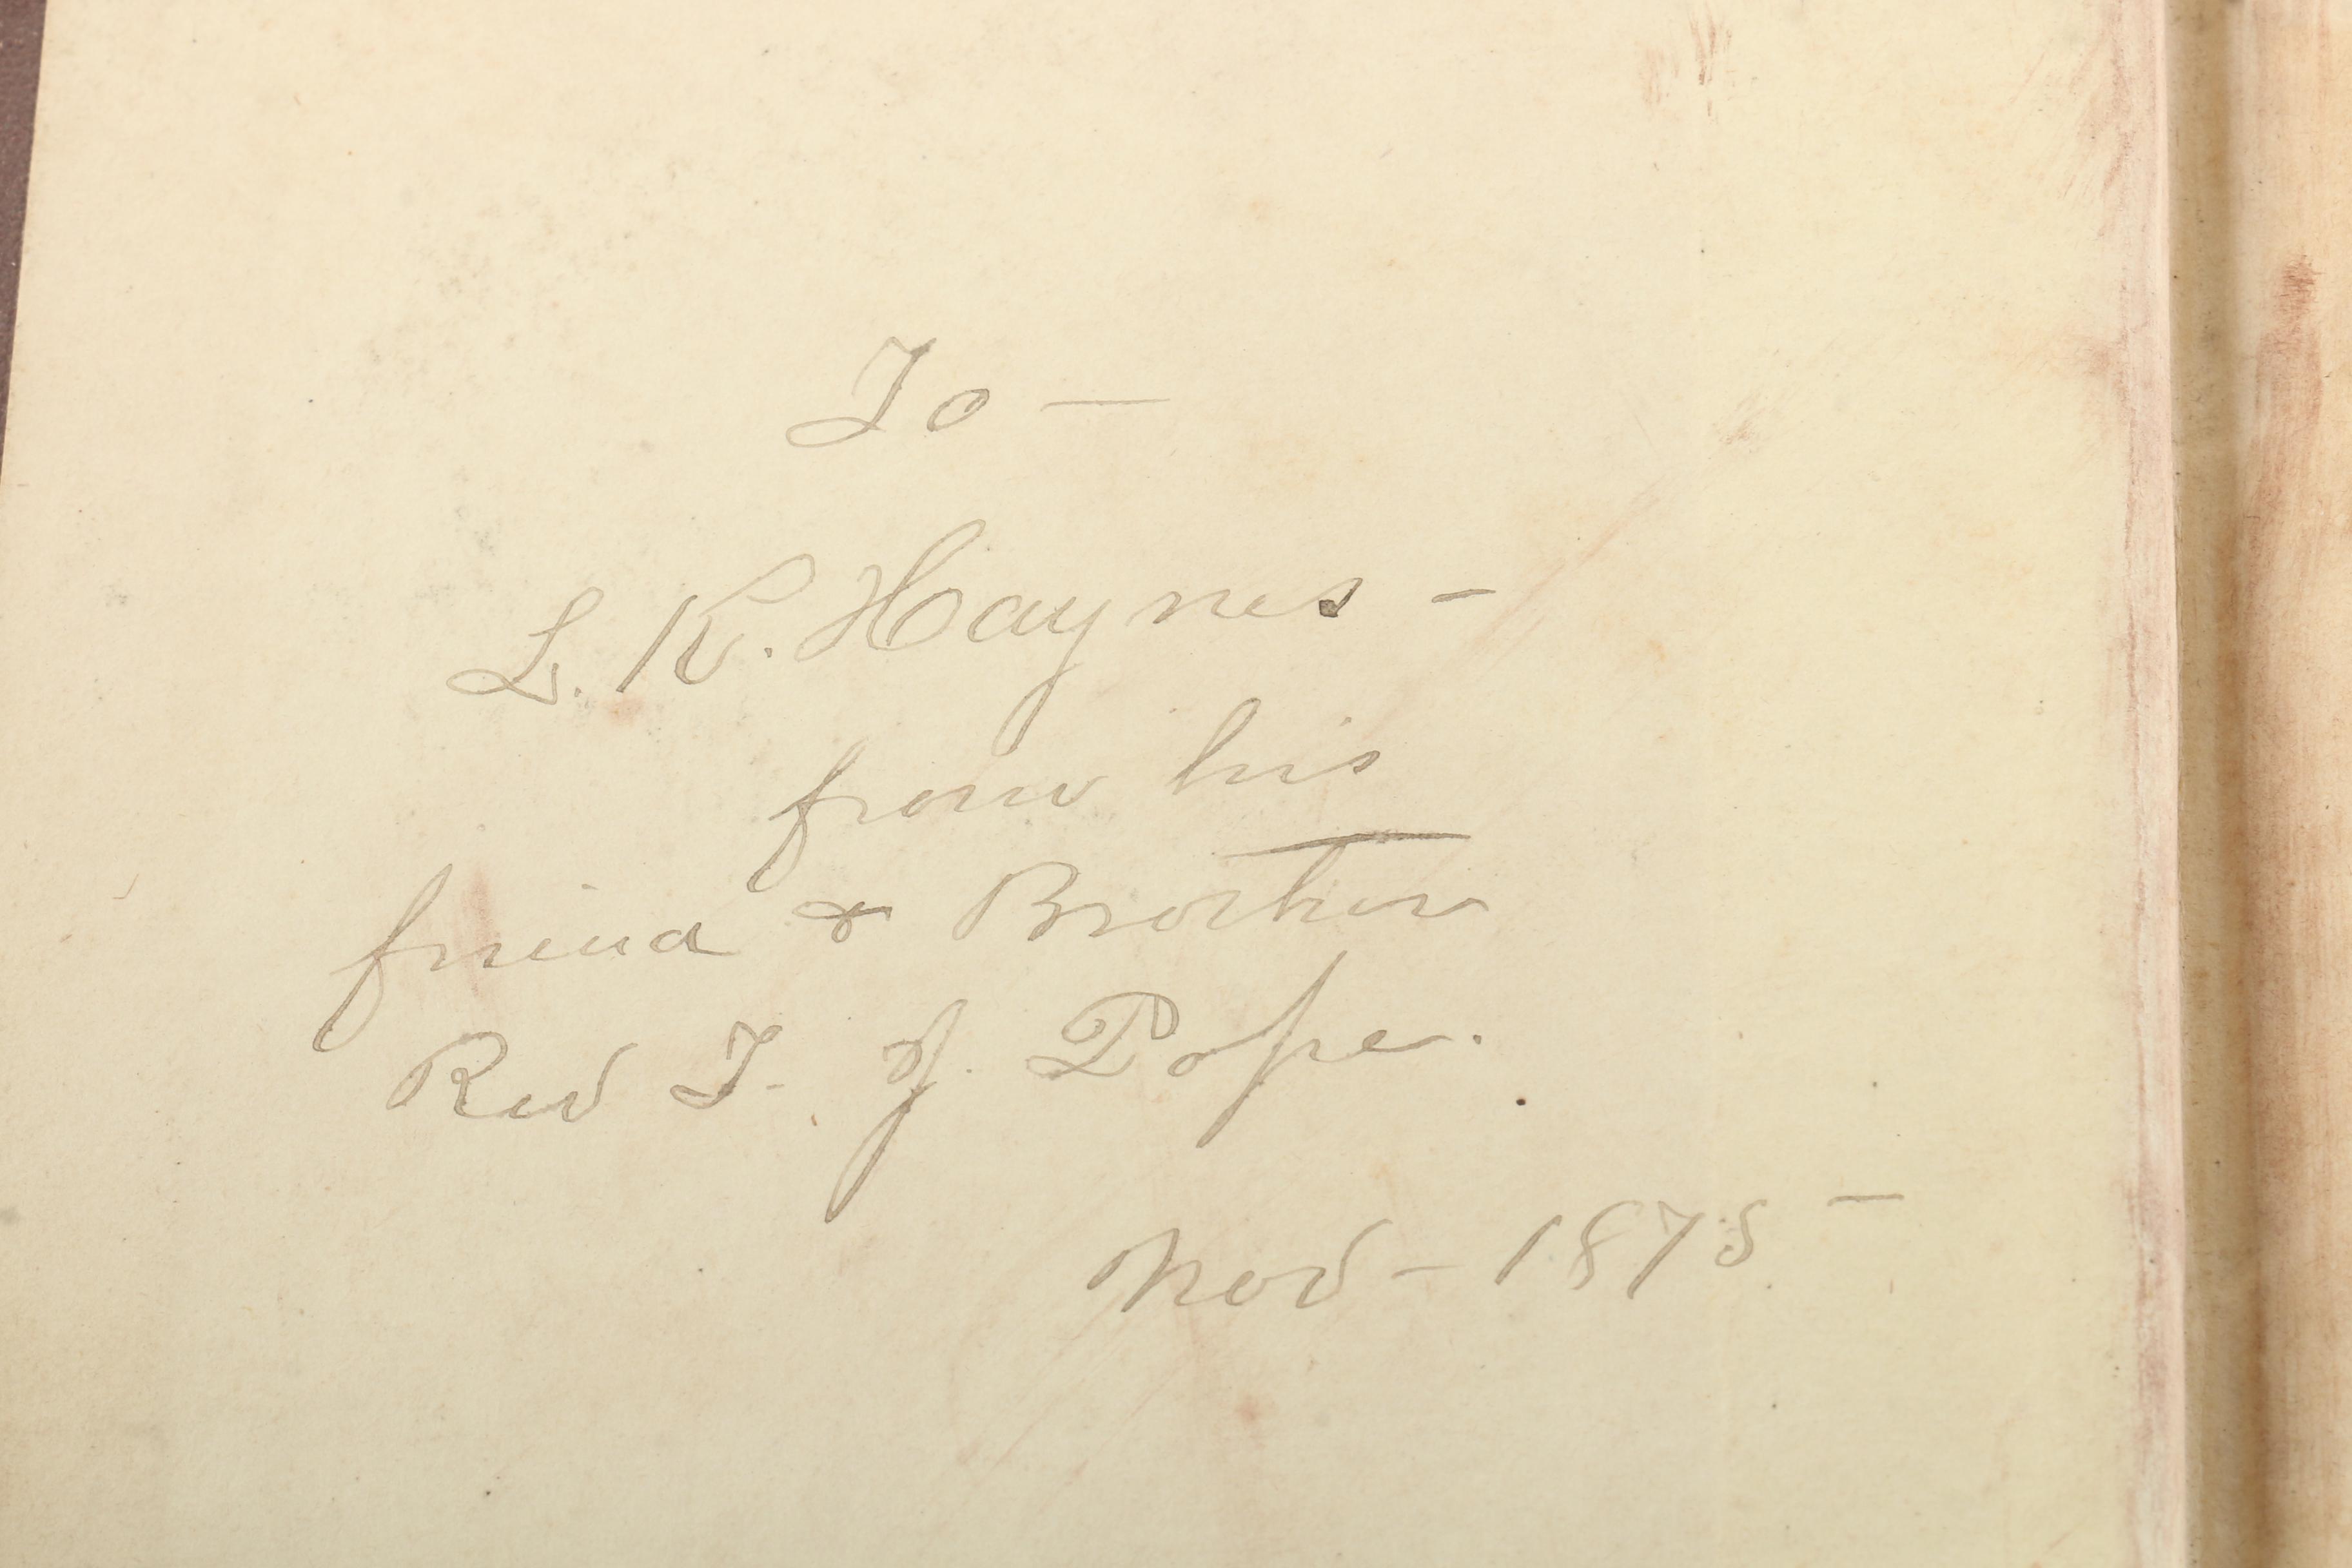 To —
L. K. Haynes -
from his
friend & Brother
Rev T. J. Pope.
Nov - 1875 -